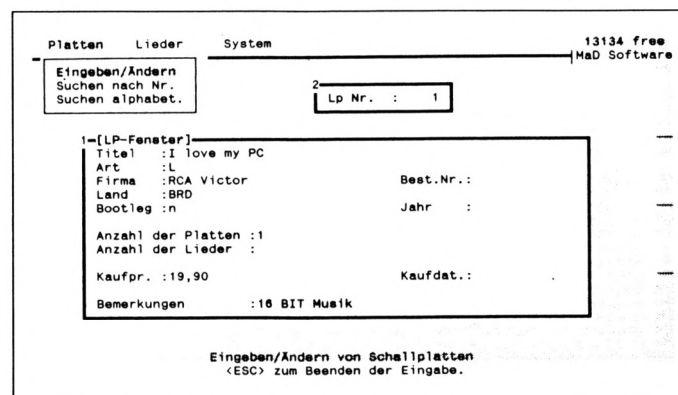 Platten Lieder System 13134 free
MaD Software
Eingeben/Ändern
Suchen nach Nr.
Suchen alphabet.
2
Lp Nr. : 1
1-[LP-Fenster]
Titel :I love my PC
Art :L
Firma :RCA Victor Best.Nr.:
Land :BRD
Bootleg :n Jahr :
Anzahl der Platten :1
Anzahl der Lieder :
Kaufpr. :19,90 Kaufdat.:
Bemerkungen :16 BIT Musik
Eingeben/Ändern von Schallplatten
<ESC> zum Beenden der Eingabe.